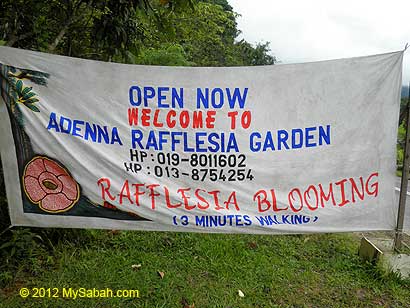 OPEN NOW
WELCOME TO
ADENNA RAFFLESIA GARDEN
HP:019-8011602
HP:013-8754254
RAFFLESIA BLOOMING
(3 MINUTES WALKING)
© 2012 MySabah.com